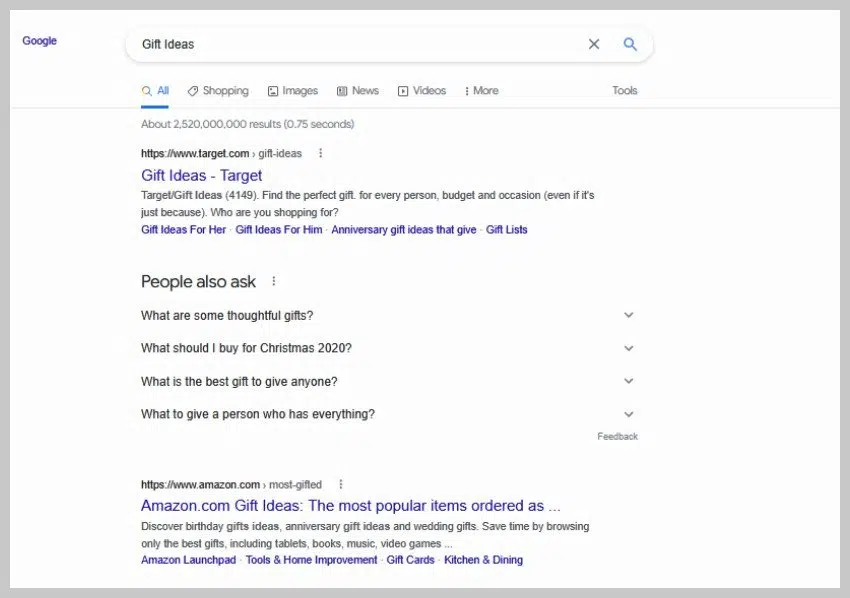 Google
Gift Ideas
All Shopping Images News Videos More Tools
About 2,520,000,000 results (0.75 seconds)
https://www.target.com › gift-ideas
Gift Ideas - Target
Target/Gift Ideas (4149). Find the perfect gift. for every person, budget and occasion (even if it's
just because). Who are you shopping for?
Gift Ideas For Her · Gift Ideas For Him · Anniversary gift ideas that give · Gift Lists
People also ask
What are some thoughtful gifts?
What should I buy for Christmas 2020?
What is the best gift to give anyone?
What to give a person who has everything?
Feedback
https://www.amazon.com › most-gifted
Amazon.com Gift Ideas: The most popular items ordered as ...
Discover birthday gifts ideas, anniversary gift ideas and wedding gifts. Save time by browsing
only the best gifts, including tablets, books, music, video games ...
Amazon Launchpad · Tools & Home Improvement · Gift Cards · Kitchen & Dining